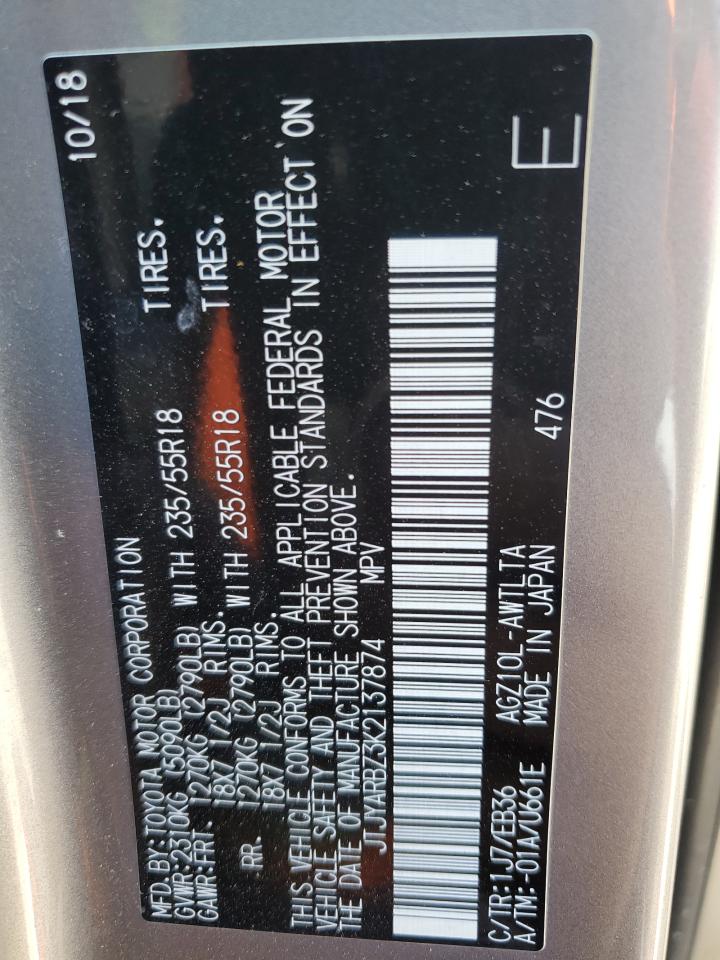 MFD.BY:TOYOTA MOTOR CORPORATION 10/18
GVWR:2310KG (5090LB)
GAWR:FRT 1270KG (2790LB) WITH 235/55R18 TIRES.
18X7 1/2J RIMS.
RR. 1270KG (2790LB) WITH 235/55R18 TIRES.
18X7 1/2J RIMS.
THIS VEHICLE CONFORMS TO ALL APPLICABLE FEDERAL MOTOR
VEHICLE SAFETY AND THEFT PREVENTION STANDARDS IN EFFECT ON
THE DATE OF MANUFACTURE SHOWN ABOVE.
JTJYARBZ3K2137874 MPV
C/TR:1J7/EB36 AGZ10L-AWTLTA
A/TM:-01A/U661E MADE IN JAPAN 476
E